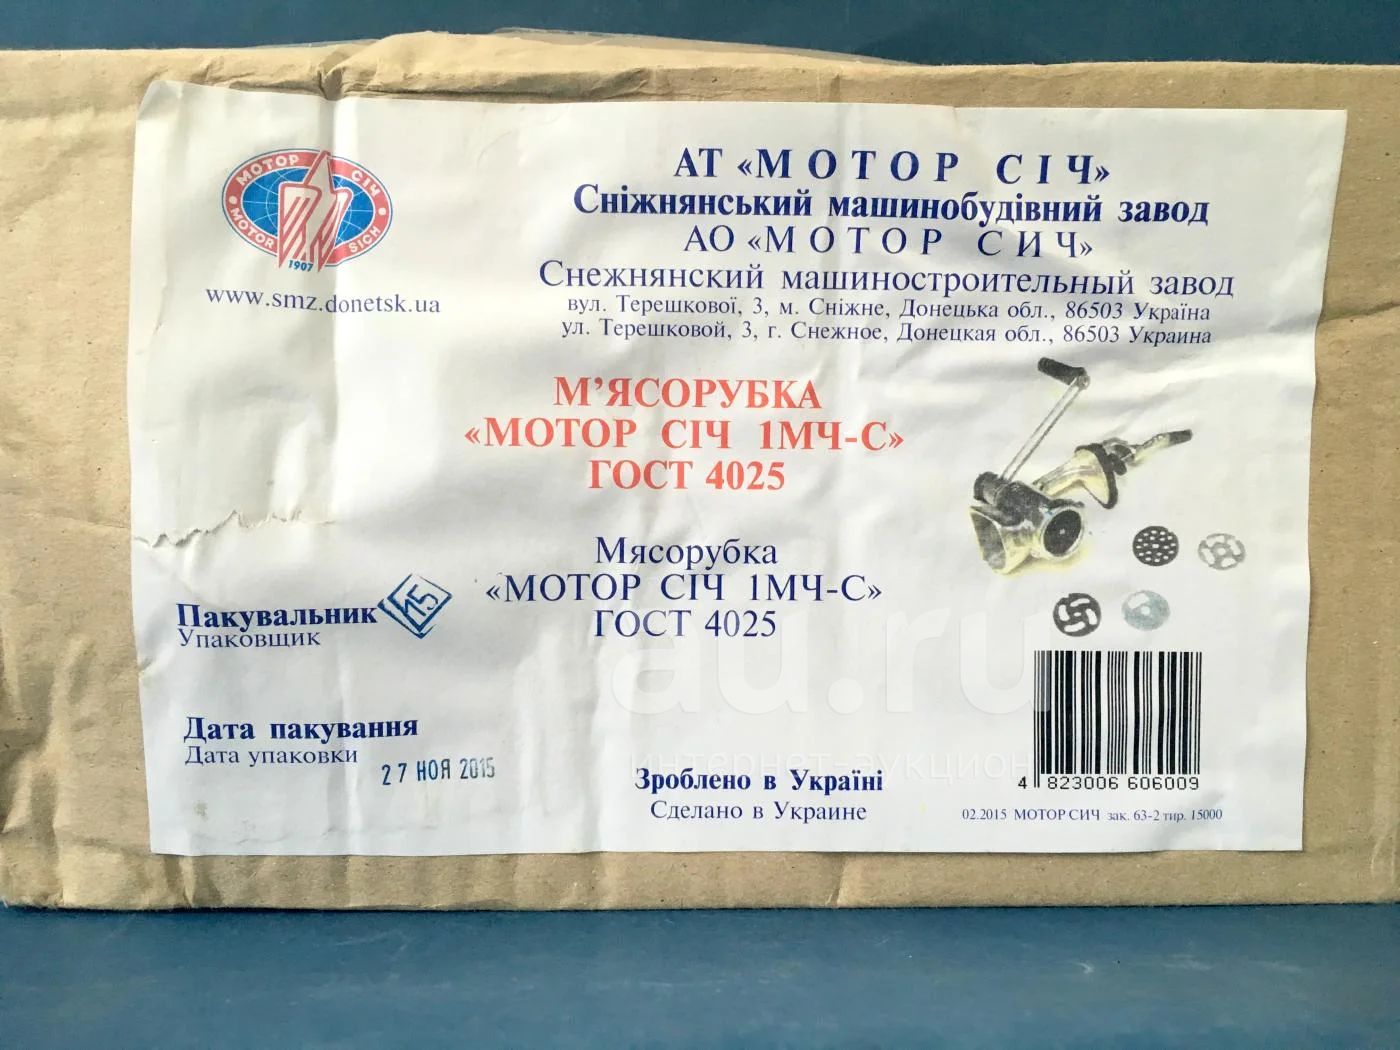 МОТОР СІЧ
MOTOR SICH
1907
www.smz.donetsk.ua
АТ «МОТОР СІЧ»
Сніжнянський машинобудівний завод
АО «МОТОР СИЧ»
Снежнянский машиностроительный завод
вул. Терешкової, 3, м. Сніжне, Донецька обл., 86503 Україна
ул. Терешковой, 3, г. Снежное, Донецкая обл., 86503 Украина
М’ЯСОРУБКА
«МОТОР СІЧ 1МЧ-С»
ГОСТ 4025
Мясорубка
«МОТОР СІЧ 1МЧ-С»
ГОСТ 4025
Пакувальник
Упаковщик
15
Дата пакування
Дата упаковки
27 НОЯ 2015
Зроблено в Україні
Сделано в Украине
4 823006 606009
02.2015 МОТОР СИЧ зак. 63-2 тир. 15000
au.ru
интернет-аукцион